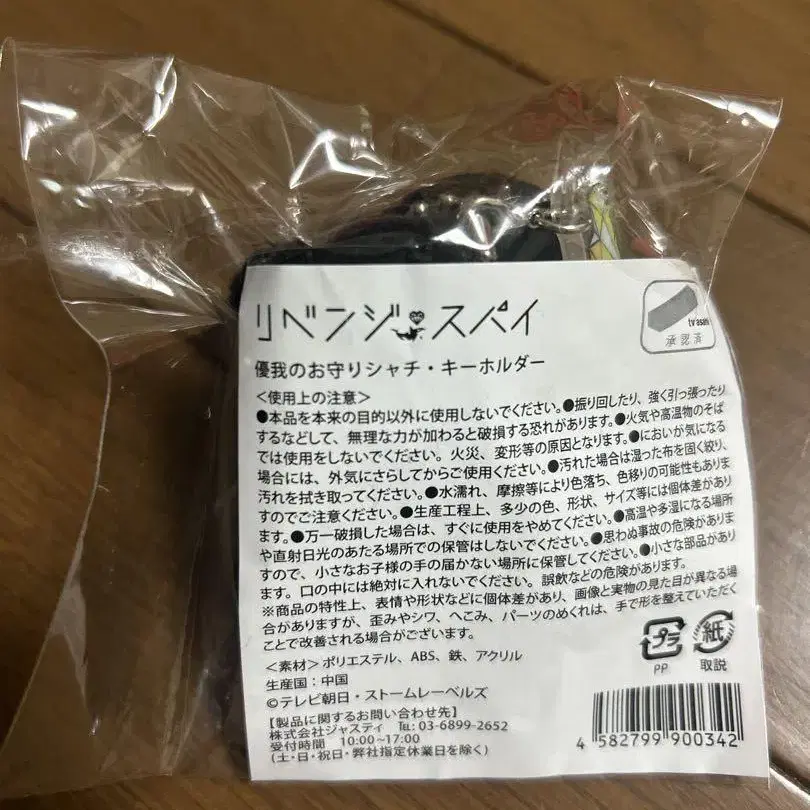 リベンジ・スパイ
tv asahi
承認済
優我のお守りシャチ・キーホルダー
＜使用上の注意＞
●本品を本来の目的以外に使用しないでください。●振り回したり、強く引っ張ったり
するなどして、無理な力が加わると破損する恐れがあります。●火気や高温物のそば
では使用をしないでください。火災、変形等の原因となります。●においが気になる
場合には、外気にさらしてからご使用ください。●汚れた場合は湿った布を固く絞り、
汚れを拭き取ってください。●水濡れ、摩擦等により色落ち、色移りの可能性もありま
すのでご注意ください。●生産工程上、多少の色、形状、サイズ等には個体差がありま
す。●万一破損した場合は、すぐに使用をやめてください。●高温や多湿になる場所
や直射日光のあたる場所での保管はしないでください。●思わぬ事故の危険がありま
すので、小さなお子様の手の届かない場所に保管してください。●小さな部品があり
ます。口の中には絶対に入れないでください。誤飲などの危険があります。
※商品の特性上、表情や形状などに個体差があり、画像と実物の見た目が異なる場
合がありますが、歪みやシワ、へこみ、パーツのめくれは、手で形を整えていただく
ことで改善される場合がございます。
＜素材＞ポリエステル、ABS、鉄、アクリル
生産国：中国
©テレビ朝日・ストームレーベルズ
【製品に関するお問い合わせ先】
株式会社ジャスティ TEL: 03-6899-2652
受付時間 10:00~17:00
(土・日・祝日・弊社指定休業日を除く)
プラ
PP
紙
取説
4 582799 900342